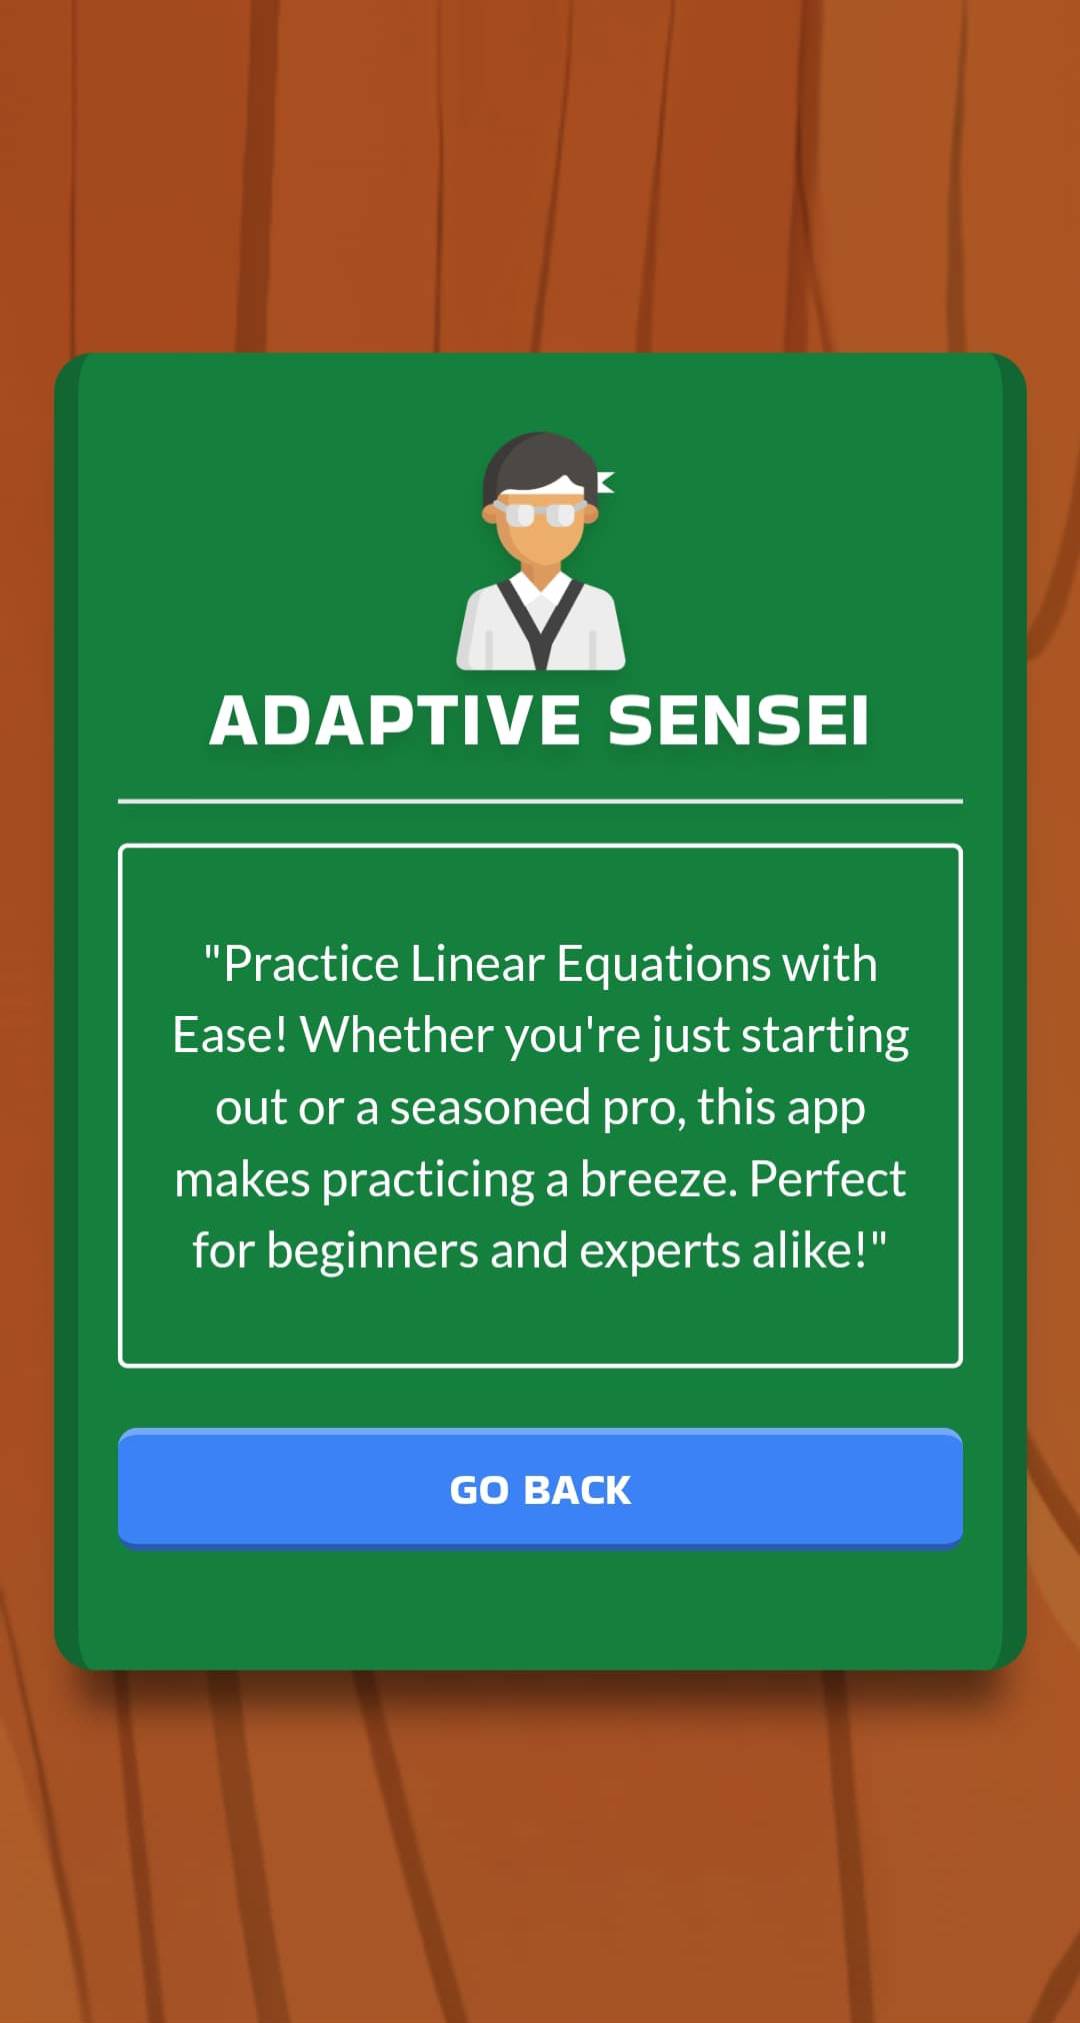 ADAPTIVE SENSEI
"Practice Linear Equations with
Ease! Whether you're just starting
out or a seasoned pro, this app
makes practicing a breeze. Perfect
for beginners and experts alike!"
GO BACK